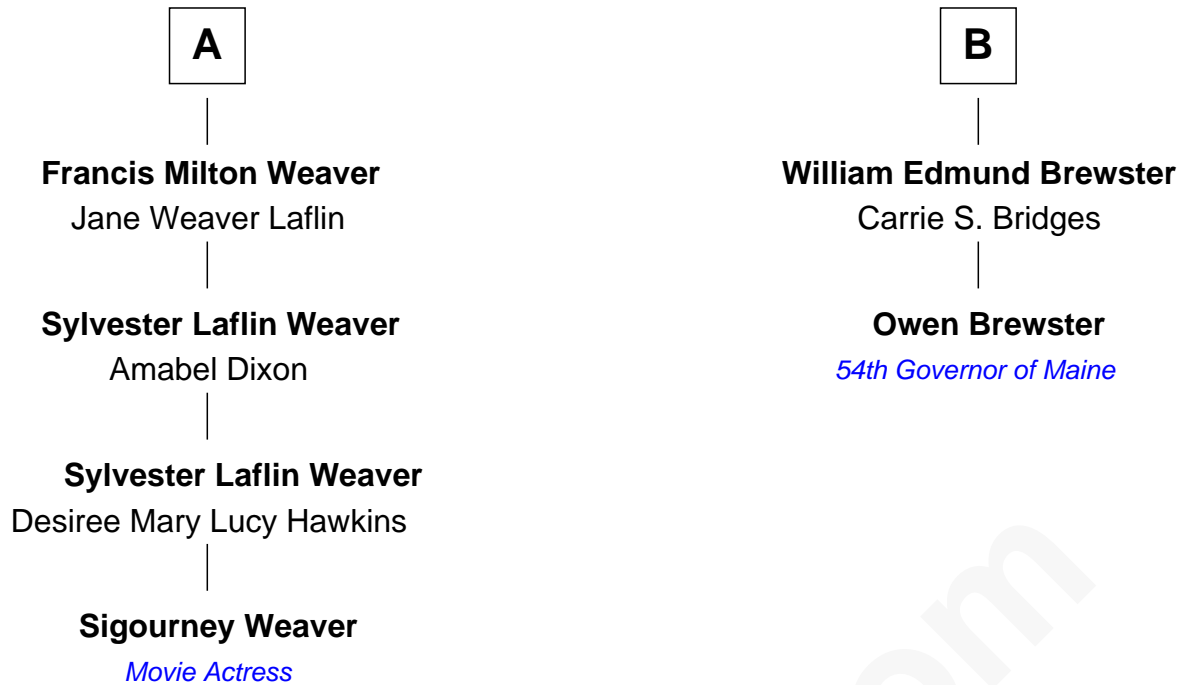 A
Francis Milton Weaver
Jane Weaver Laflin
Sylvester Laflin Weaver
Amabel Dixon
Sylvester Laflin Weaver
Desiree Mary Lucy Hawkins
Sigourney Weaver
Movie Actress
B
William Edmund Brewster
Carrie S. Bridges
Owen Brewster
54th Governor of Maine
om